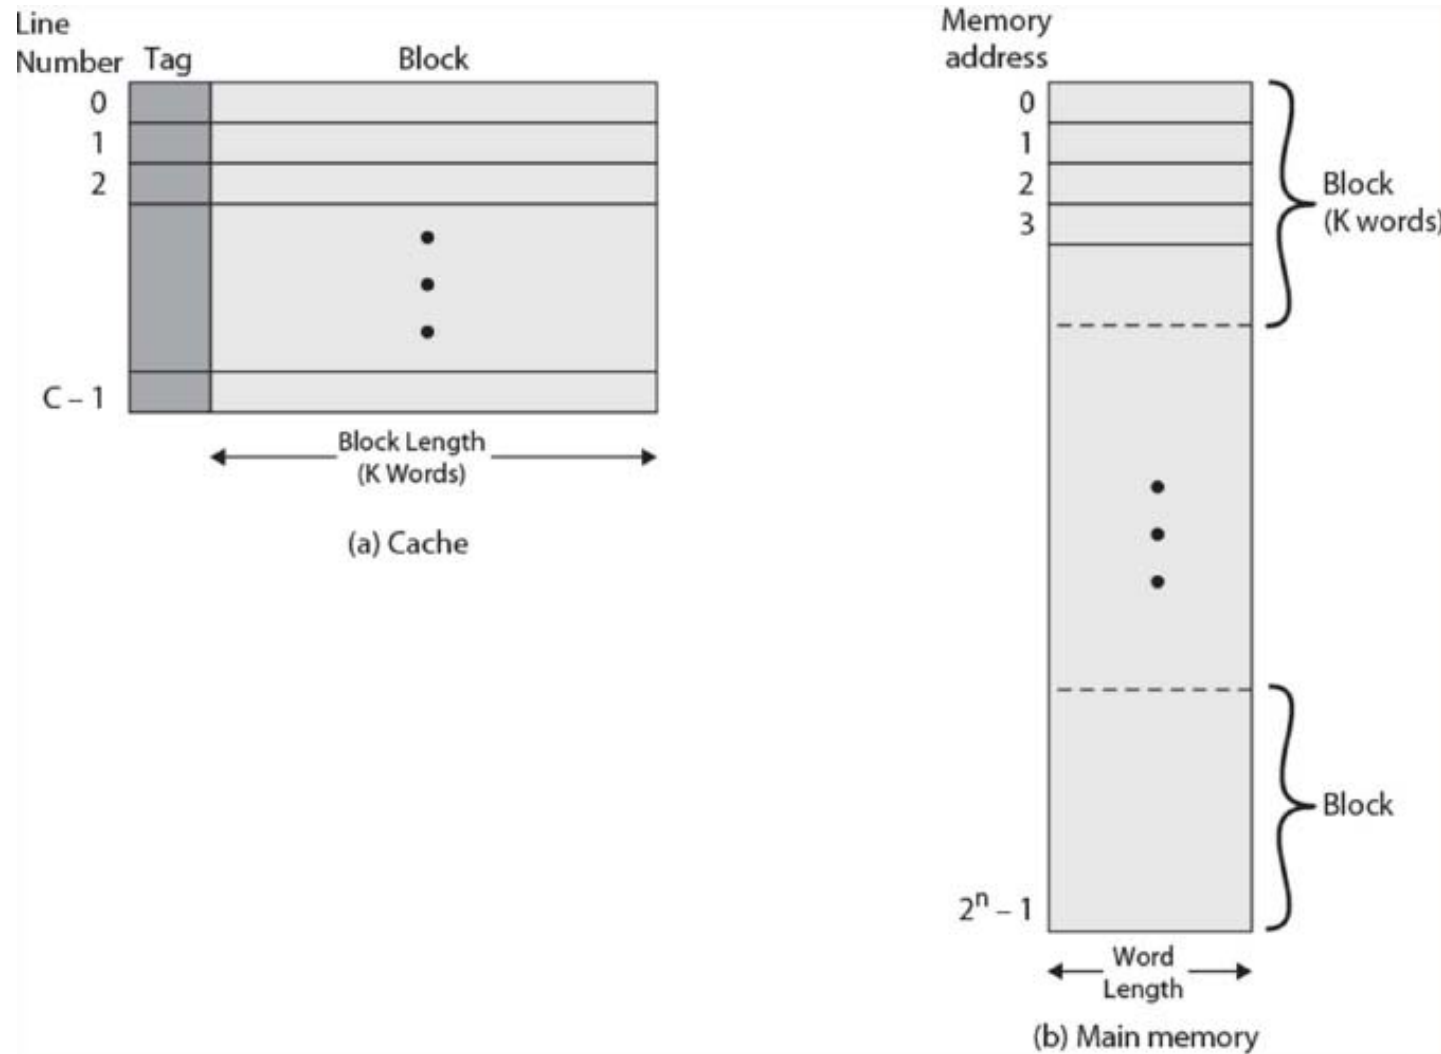 Line
Number Tag Block
0
1
2
C – 1
Block Length
(K Words)
(a) Cache
Memory
address
0
1
2
3
Block
(K words)
Block
2ⁿ – 1
Word
Length
(b) Main memory